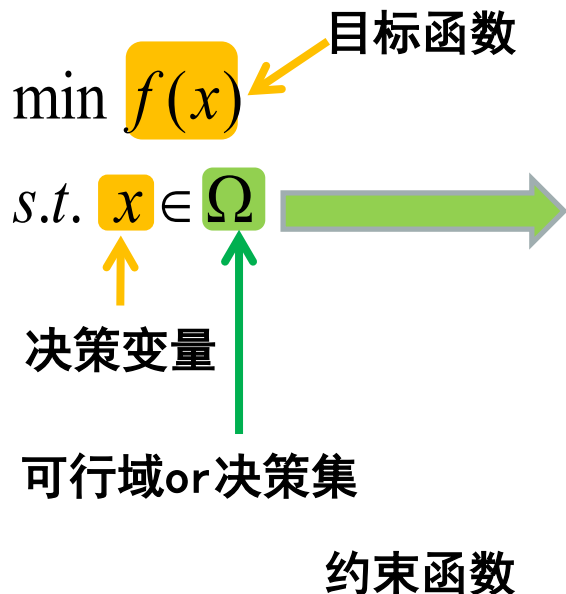 目标函数
min f(x)
s.t. x ∈ Ω
决策变量
可行域or决策集
约束函数